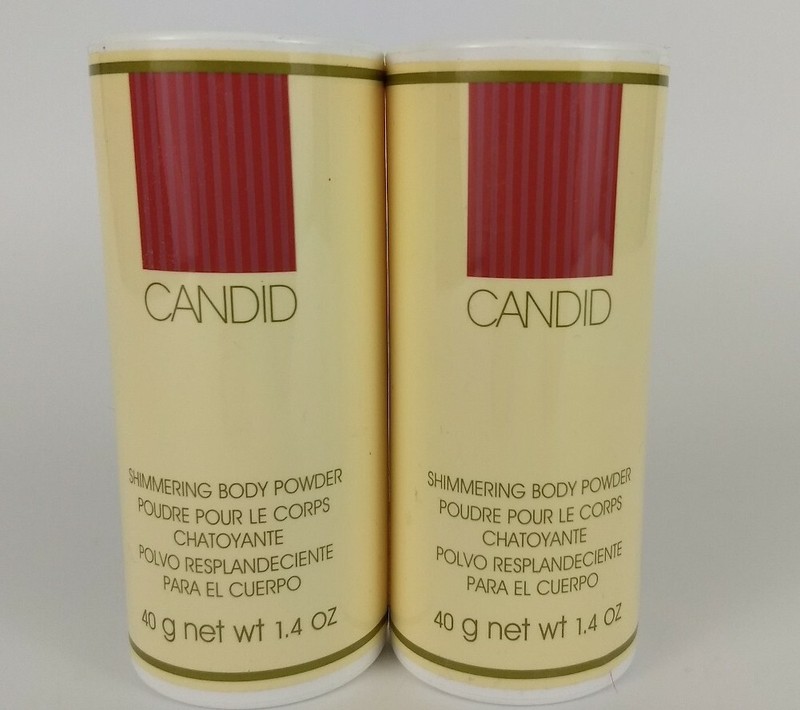 CANDID
SHIMMERING BODY POWDER
POUDRE POUR LE CORPS
CHATOYANTE
POLVO RESPLANDECIENTE
PARA EL CUERPO
40 g net wt 1.4 OZ
CANDID
SHIMMERING BODY POWDER
POUDRE POUR LE CORPS
CHATOYANTE
POLVO RESPLANDECIENTE
PARA EL CUERPO
40 g net wt 1.4 OZ